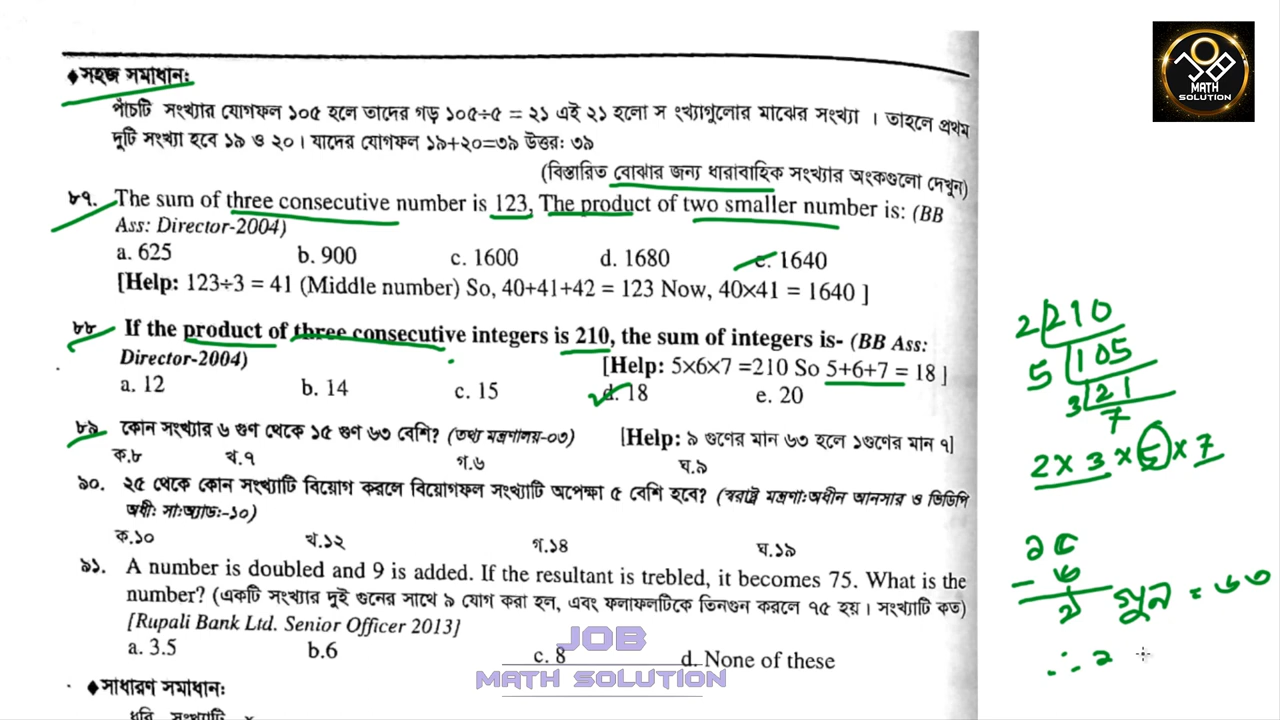 JOB
MATH
SOLUTION
♦সহজ সমাধান:
পাঁচটি সংখ্যার যোগফল ১০৫ হলে তাদের গড় ১০৫÷৫ = ২১ এই ২১ হলো স ংখ্যাগুলোর মাঝের সংখ্যা । তাহলে প্রথম
দুটি সংখ্যা হবে ১৯ ও ২০। যাদের যোগফল ১৯+২০=৩৯ উত্তর: ৩৯
(বিস্তারিত বোঝার জন্য ধারাবাহিক সংখ্যার অংকগুলো দেখুন)
৮৭. The sum of three consecutive number is 123, The product of two smaller number is: (BB
Ass: Director-2004)
a. 625 b. 900 c. 1600 d. 1680 e. 1640
[Help: 123÷3 = 41 (Middle number) So, 40+41+42 = 123 Now, 40×41 = 1640 ]
৮৮ If the product of three consecutive integers is 210, the sum of integers is- (BB Ass:
Director-2004) [Help: 5×6×7 =210 So 5+6+7 = 18 ]
a. 12 b. 14 c. 15 d. 18 e. 20
৮৯ কোন সংখ্যার ৬ গুণ থেকে ১৫ গুণ ৬৩ বেশি? (তথ্য মন্ত্রণালয়-০৩) [Help: ৯ গুণের মান ৬৩ হলে ১গুণের মান ৭]
ক.৮ খ.৭ গ.৬ ঘ.৯
৯০. ২৫ থেকে কোন সংখ্যাটি বিয়োগ করলে বিয়োগফল সংখ্যাটি অপেক্ষা ৫ বেশি হবে? (স্বরাষ্ট্র মন্ত্রণা:অধীন আনসার ও ভিডিপি
অধী: সা:অ্যাড:-১০)
ক.১০ খ.১২ গ.১৪ ঘ.১৯
৯১. A number is doubled and 9 is added. If the resultant is trebled, it becomes 75. What is the
number? (একটি সংখ্যার দুই গুনের সাথে ৯ যোগ করা হল, এবং ফলাফলটিকে তিনগুন করলে ৭৫ হয়। সংখ্যাটি কত)
[Rupali Bank Ltd. Senior Officer 2013]
a. 3.5 b.6 c. 8 d. None of these
JOB
MATH SOLUTION
♦সাধারণ সমাধান:
ধরি সংখ্যাটি x
2 210
5 105
3 21
7
2 × 3 × 5 × 7
১৫
- ৬
৯ গুন = ৬৩
∴ ১